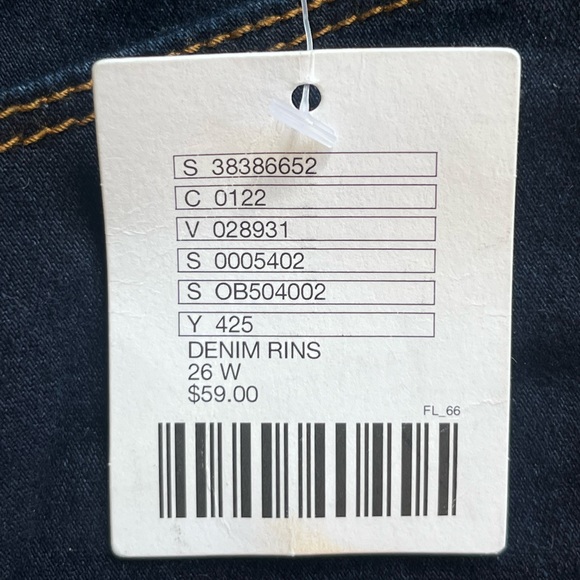 S 38386652
C 0122
V 028931
S 0005402
S OB504002
Y 425
DENIM RINS
26 W
$59.00
FL_66